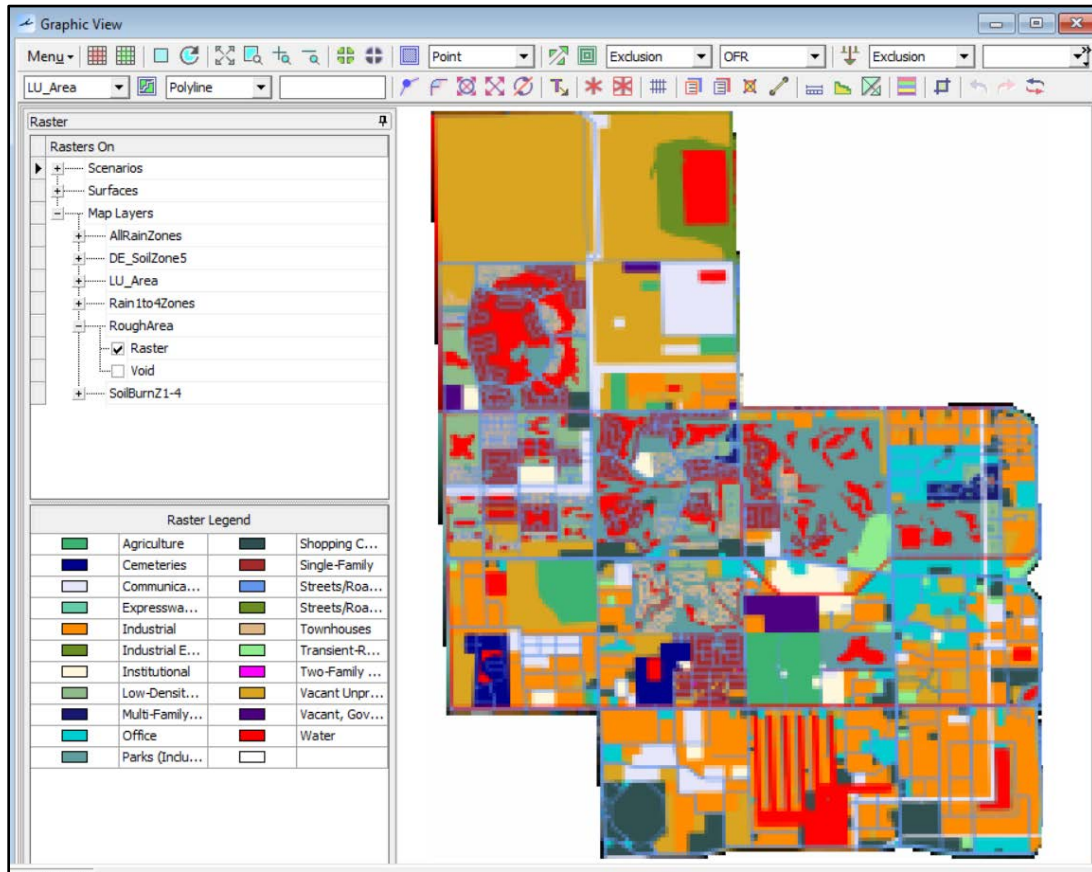 Graphic View
Menu Point Exclusion OFR Exclusion
LU_Area Polyline
Raster
Rasters On
Scenarios
Surfaces
Map Layers
AllRainZones
DE_SoilZone5
LU_Area
Rain1to4Zones
RoughArea
Raster
Void
SoilBurnZ1-4
Raster Legend
Agriculture Shopping C...
Cemeteries Single-Family
Communica... Streets/Roa...
Expresswa... Streets/Roa...
Industrial Townhouses
Industrial E... Transient-R...
Institutional Two-Family ...
Low-Densit... Vacant Unpr...
Multi-Family... Vacant, Gov...
Office Water
Parks (Inclu...